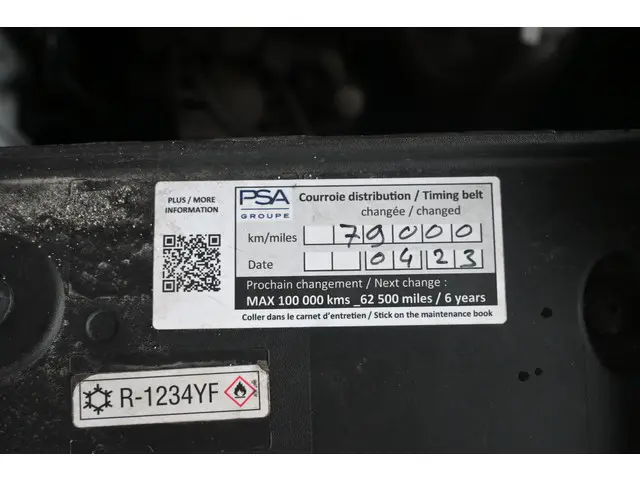 PLUS / MORE
INFORMATION
PSA
GROUPE
Courroie distribution / Timing belt
changée / changed
km/miles 79000
Date 0423
Prochain changement / Next change :
MAX 100 000 kms _62 500 miles / 6 years
Coller dans le carnet d'entretien / Stick on the maintenance book
R-1234YF